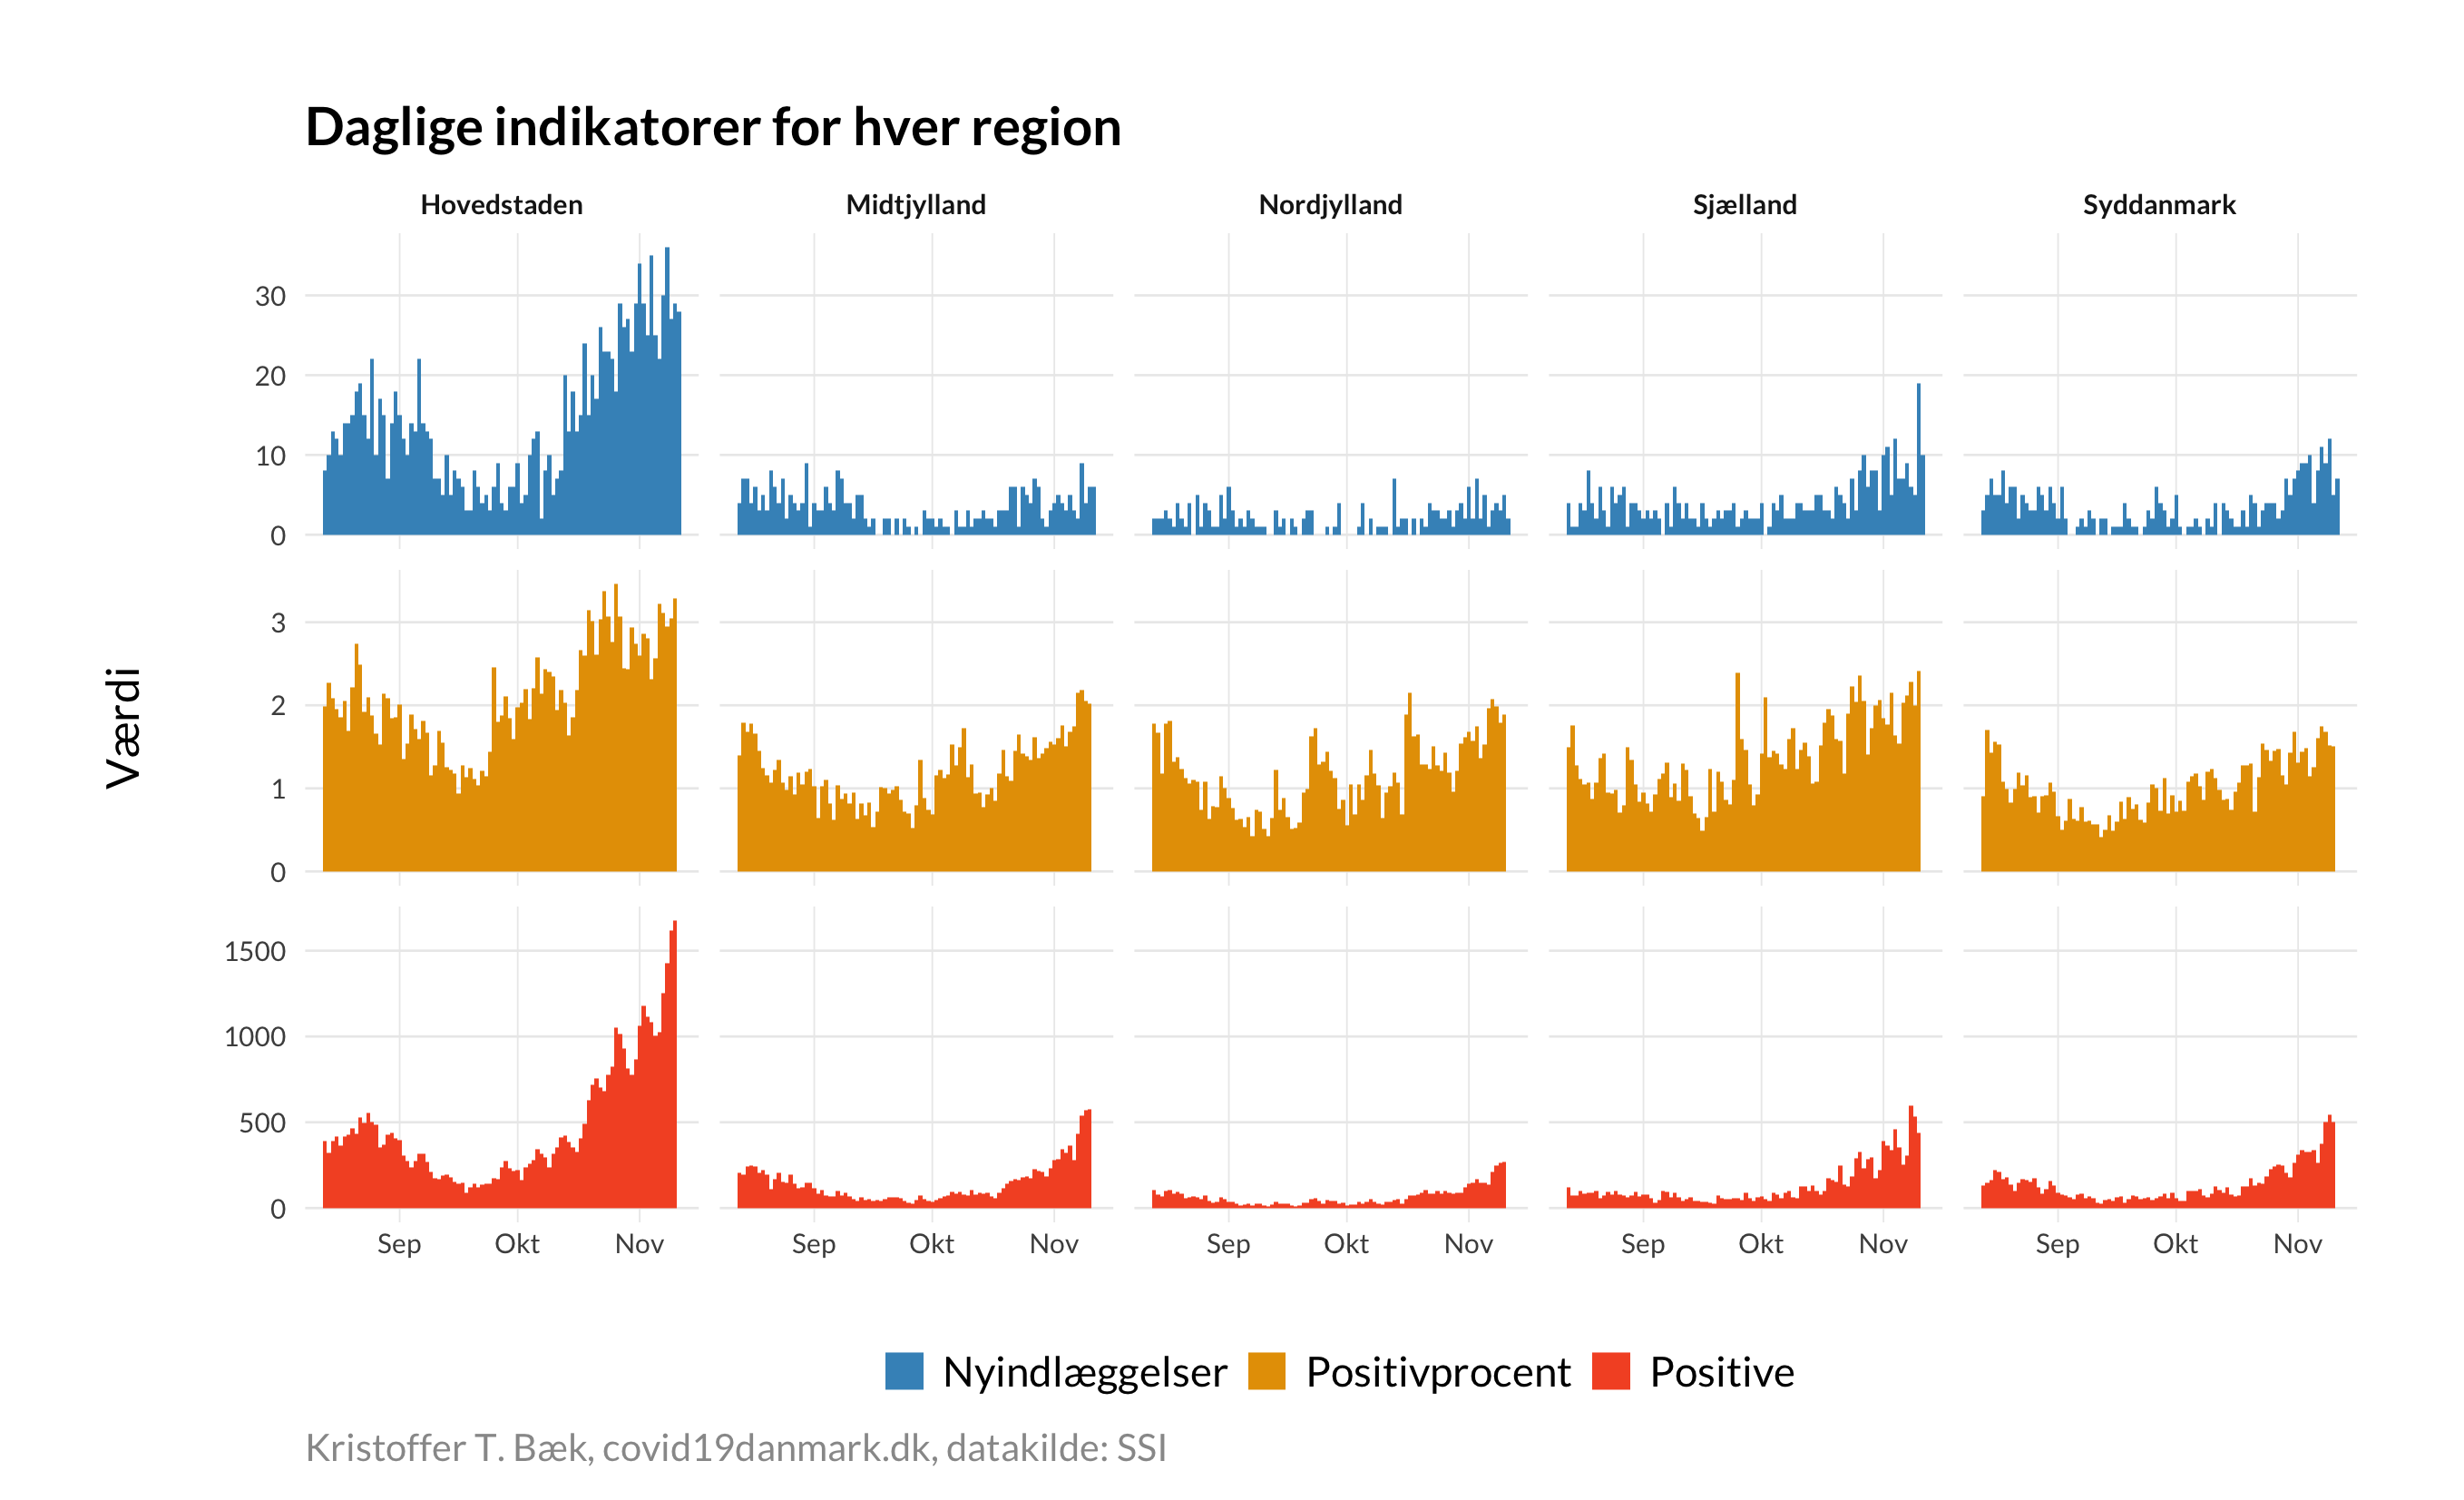 Daglige indikatorer for hver region
Hovedstaden Midtjylland Nordjylland Sjælland Syddanmark
30
20
10
0
3
2
1
0
1500
1000
500
0
Værdi
Sep Okt Nov Sep Okt Nov Sep Okt Nov Sep Okt Nov Sep Okt Nov
Nyindlæggelser Positivprocent Positive
Kristoffer T. Bæk, covid19danmark.dk, datakilde: SSI